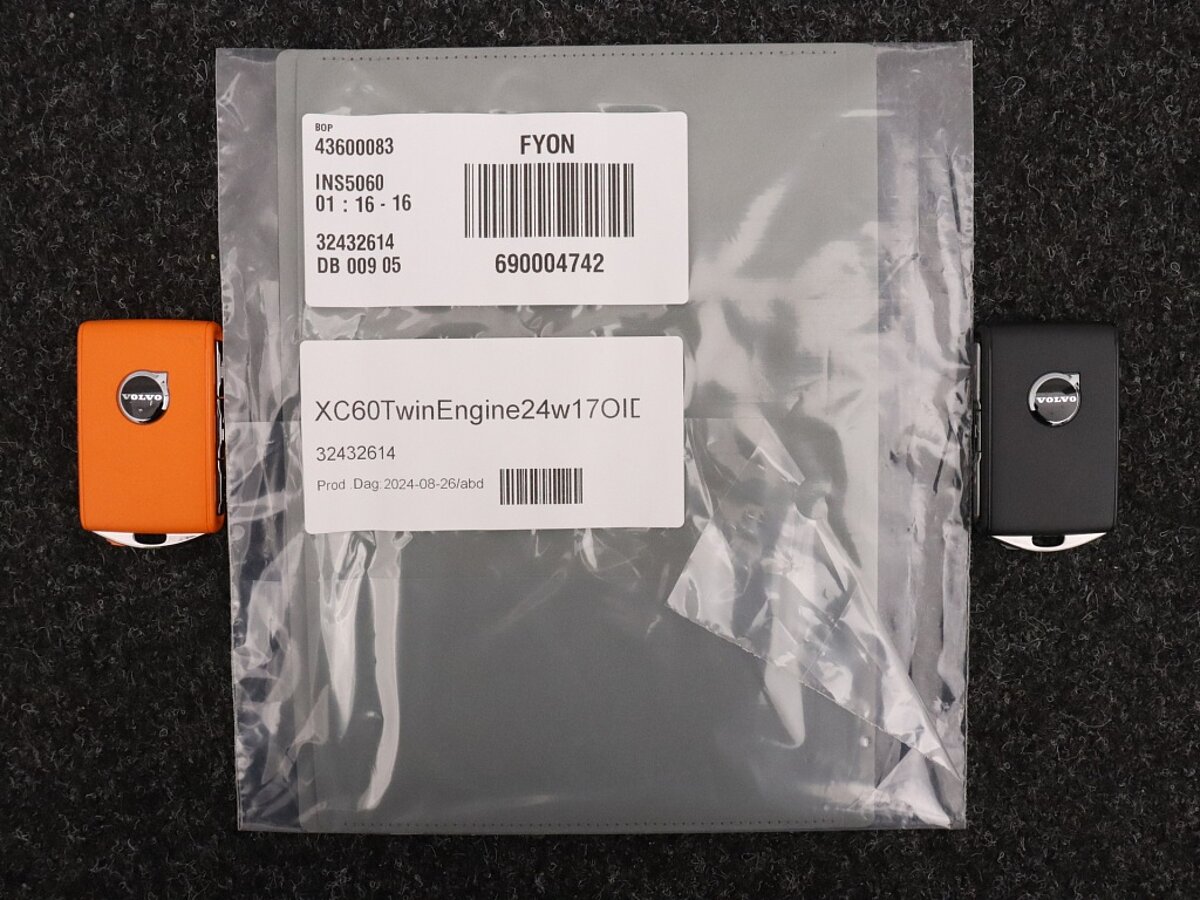 BOP
43600083
FYON
INS5060
01 : 16 - 16
32432614
DB 009 05
690004742
VOLVO
VOLVO
XC60TwinEngine24w17OID
32432614
Prod .Dag:2024-08-26/abd